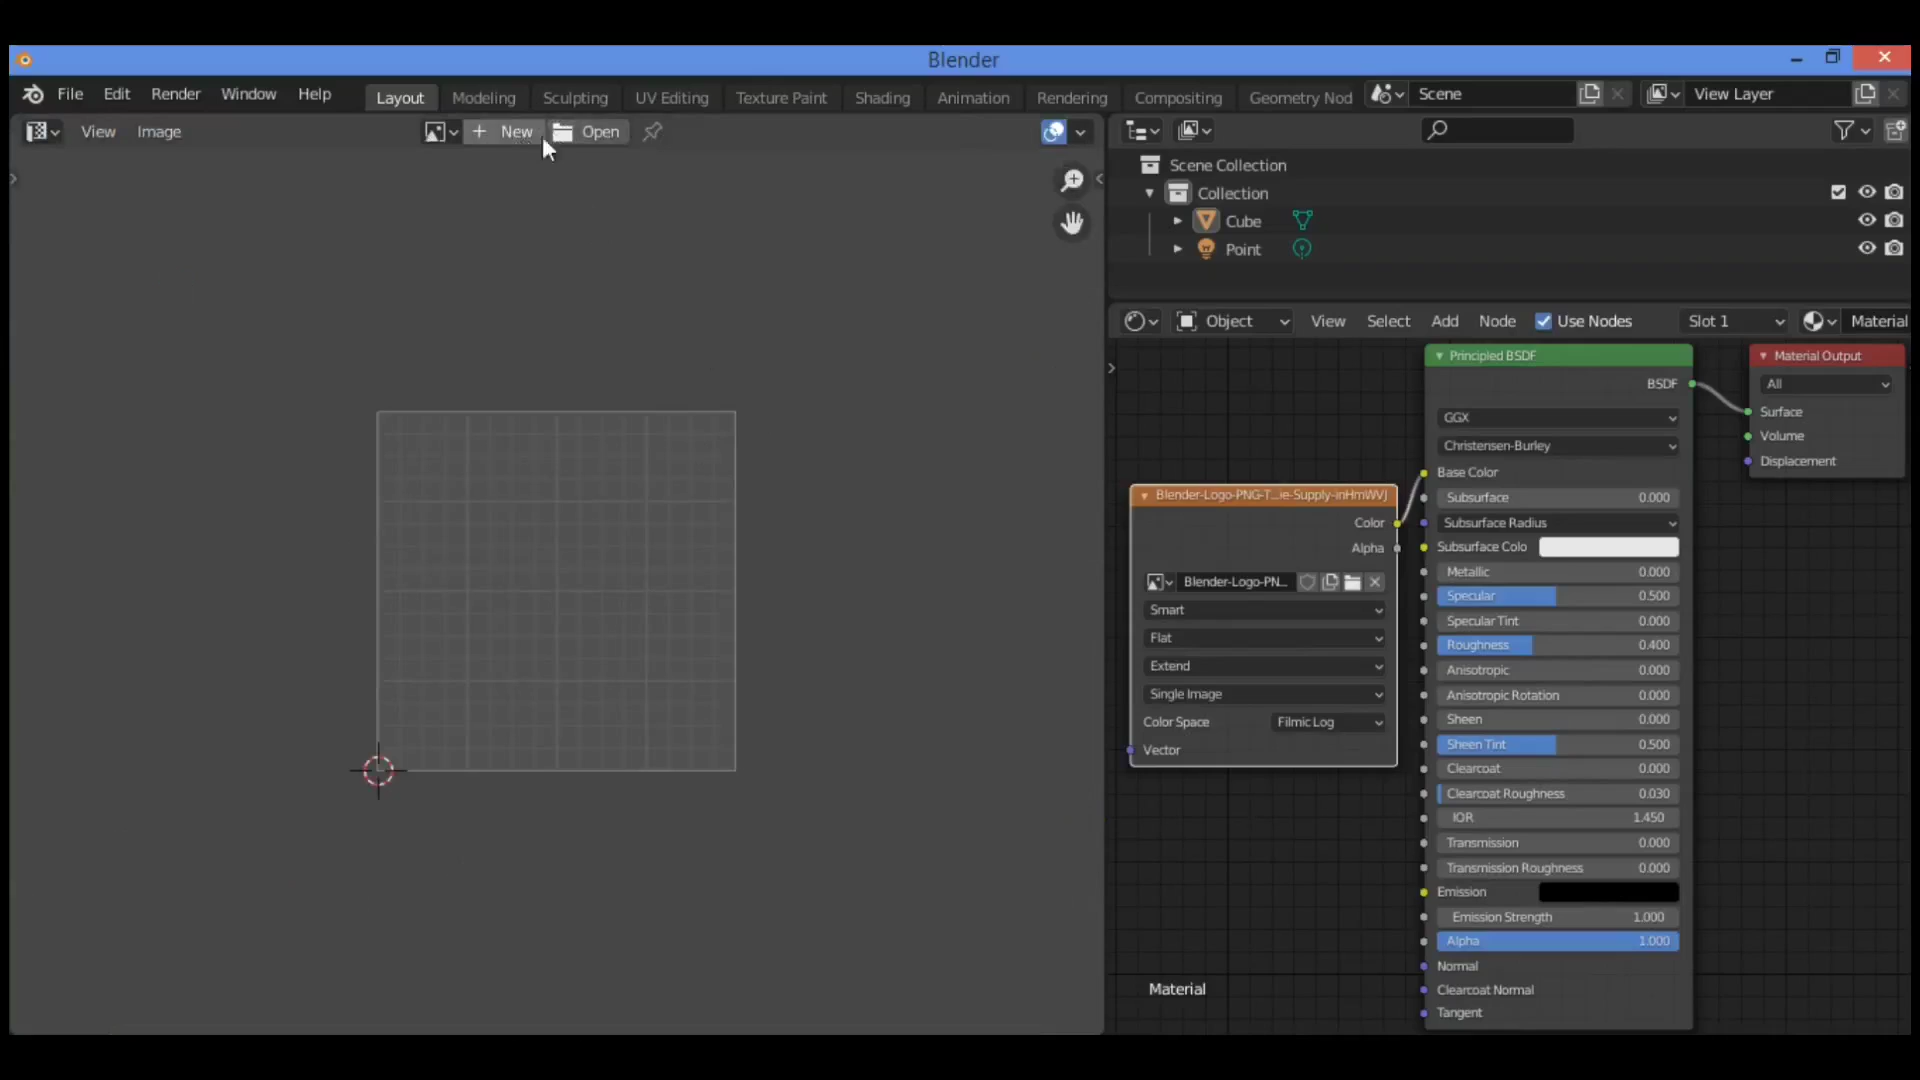 Blender
File Edit Render Window Help Layout Modeling Sculpting UV Editing Texture Paint Shading Animation Rendering Compositing Geometry Nod Scene View Layer
View Image + New Open
Scene Collection
Collection
Cube
Point
Object View Select Add Node Use Nodes Slot 1 Material
Principled BSDF
BSDF
GGX
Christensen-Burley
Base Color
Subsurface 0.000
Subsurface Radius
Subsurface Colo
Metallic 0.000
Specular 0.500
Specular Tint 0.000
Roughness 0.400
Anisotropic 0.000
Anisotropic Rotation 0.000
Sheen 0.000
Sheen Tint 0.500
Clearcoat 0.000
Clearcoat Roughness 0.030
IOR 1.450
Transmission 0.000
Transmission Roughness 0.000
Emission
Emission Strength 1.000
Alpha 1.000
Normal
Clearcoat Normal
Tangent
Material Output
All
Surface
Volume
Displacement
Blender-Logo-PNG-T...ie-Supply-inHmWVJ
Color
Alpha
Blender-Logo-PN...
Smart
Flat
Extend
Single Image
Color Space Filmic Log
Vector
Material